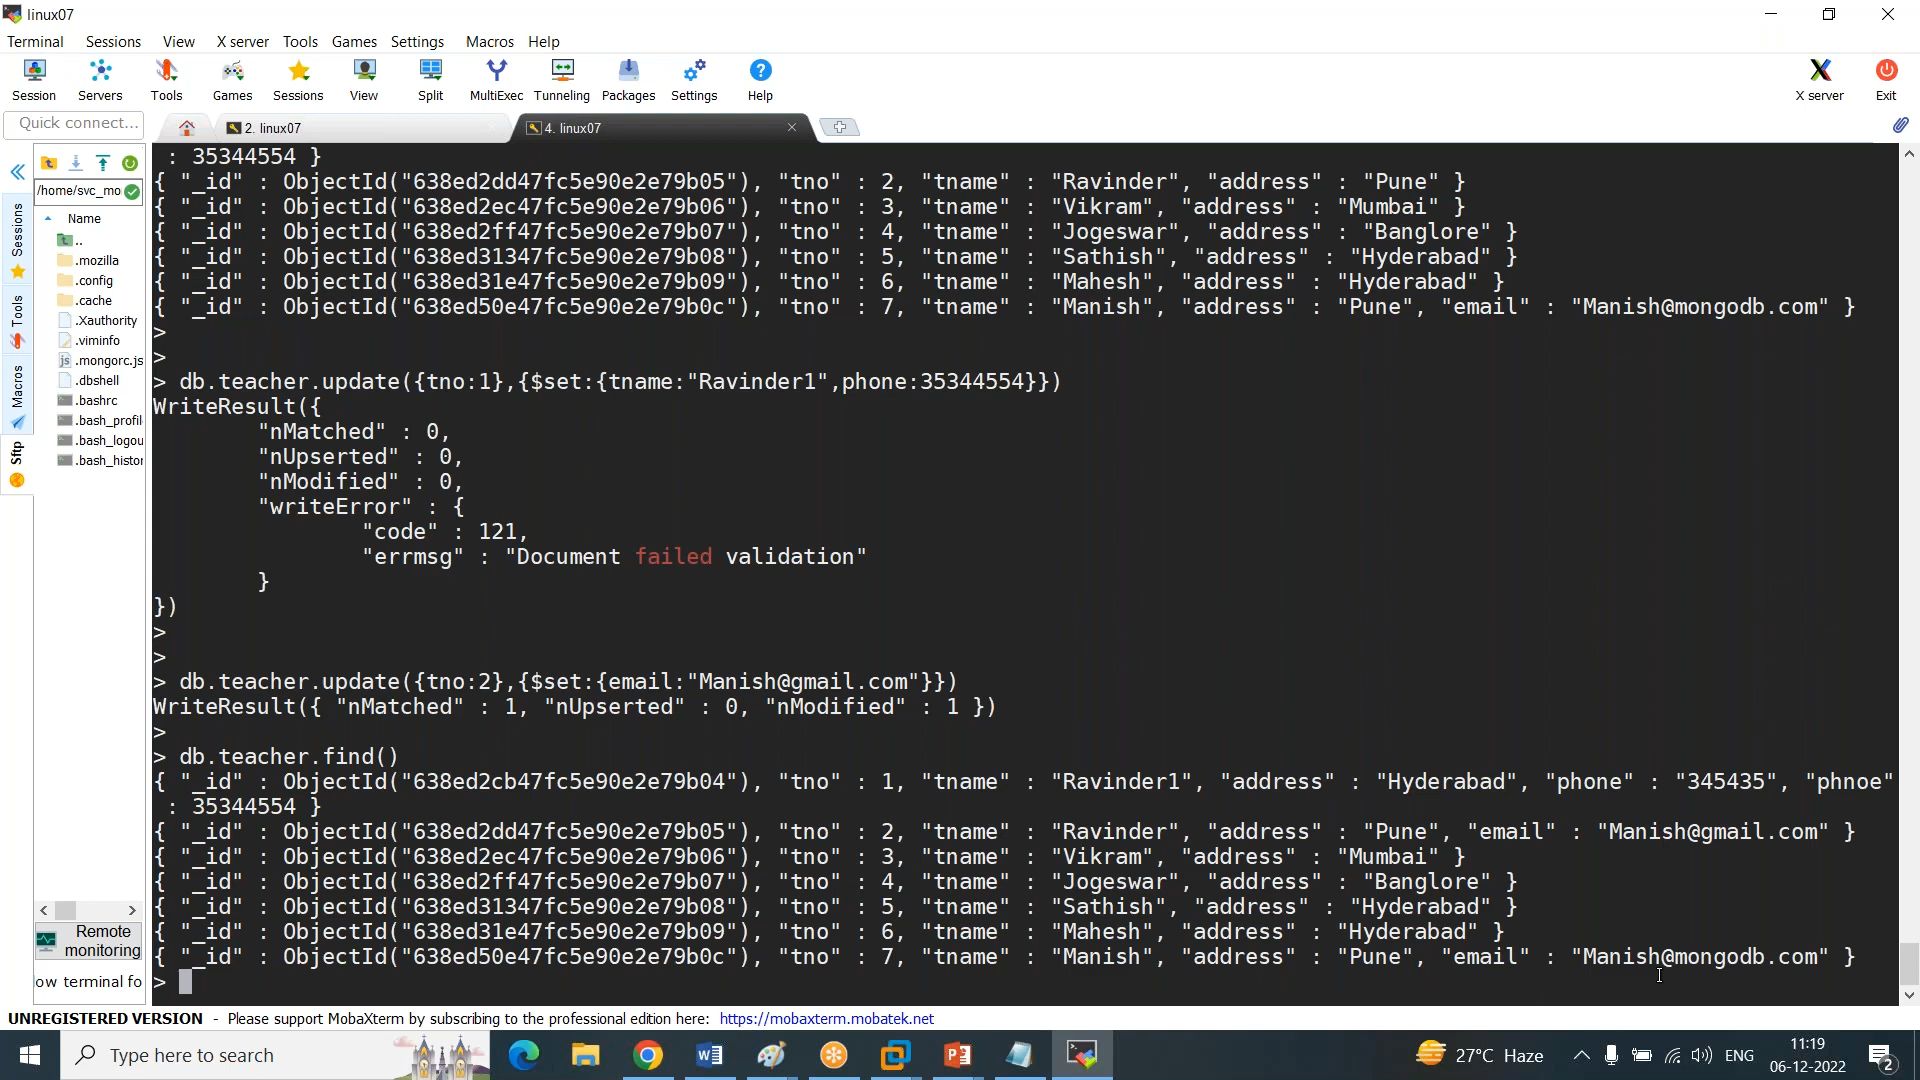 linux07
Terminal Sessions View X server Tools Games Settings Macros Help
Session Servers Tools Games Sessions View Split MultiExec Tunneling Packages Settings Help X server Exit
Quick connect... 2. linux07 4. linux07
/home/svc_mo
Name
..
.mozilla
.config
.cache
.Xauthority
.viminfo
.mongorc.js
.dbshell
.bashrc
.bash_profil
.bash_logou
.bash_histor
Sessions
Tools
Macros
Sftp
Remote
monitoring
ow terminal fo
: 35344554 }
{ "_id" : ObjectId("638ed2dd47fc5e90e2e79b05"), "tno" : 2, "tname" : "Ravinder", "address" : "Pune" }
{ "_id" : ObjectId("638ed2ec47fc5e90e2e79b06"), "tno" : 3, "tname" : "Vikram", "address" : "Mumbai" }
{ "_id" : ObjectId("638ed2ff47fc5e90e2e79b07"), "tno" : 4, "tname" : "Jogeswar", "address" : "Banglore" }
{ "_id" : ObjectId("638ed31347fc5e90e2e79b08"), "tno" : 5, "tname" : "Sathish", "address" : "Hyderabad" }
{ "_id" : ObjectId("638ed31e47fc5e90e2e79b09"), "tno" : 6, "tname" : "Mahesh", "address" : "Hyderabad" }
{ "_id" : ObjectId("638ed50e47fc5e90e2e79b0c"), "tno" : 7, "tname" : "Manish", "address" : "Pune", "email" : "Manish@mongodb.com" }
>
>
> db.teacher.update({tno:1},{$set:{tname:"Ravinder1",phone:35344554}})
WriteResult({
"nMatched" : 0,
"nUpserted" : 0,
"nModified" : 0,
"writeError" : {
"code" : 121,
"errmsg" : "Document failed validation"
}
})
>
>
> db.teacher.update({tno:2},{$set:{email:"Manish@gmail.com"}})
WriteResult({ "nMatched" : 1, "nUpserted" : 0, "nModified" : 1 })
>
> db.teacher.find()
{ "_id" : ObjectId("638ed2cb47fc5e90e2e79b04"), "tno" : 1, "tname" : "Ravinder1", "address" : "Hyderabad", "phone" : "345435", "phnoe"
: 35344554 }
{ "_id" : ObjectId("638ed2dd47fc5e90e2e79b05"), "tno" : 2, "tname" : "Ravinder", "address" : "Pune", "email" : "Manish@gmail.com" }
{ "_id" : ObjectId("638ed2ec47fc5e90e2e79b06"), "tno" : 3, "tname" : "Vikram", "address" : "Mumbai" }
{ "_id" : ObjectId("638ed2ff47fc5e90e2e79b07"), "tno" : 4, "tname" : "Jogeswar", "address" : "Banglore" }
{ "_id" : ObjectId("638ed31347fc5e90e2e79b08"), "tno" : 5, "tname" : "Sathish", "address" : "Hyderabad" }
{ "_id" : ObjectId("638ed31e47fc5e90e2e79b09"), "tno" : 6, "tname" : "Mahesh", "address" : "Hyderabad" }
{ "_id" : ObjectId("638ed50e47fc5e90e2e79b0c"), "tno" : 7, "tname" : "Manish", "address" : "Pune", "email" : "Manish@mongodb.com" }
>
UNREGISTERED VERSION - Please support MobaXterm by subscribing to the professional edition here: https://mobaxterm.mobatek.net
Type here to search
27°C Haze ENG
11:19
06-12-2022
2